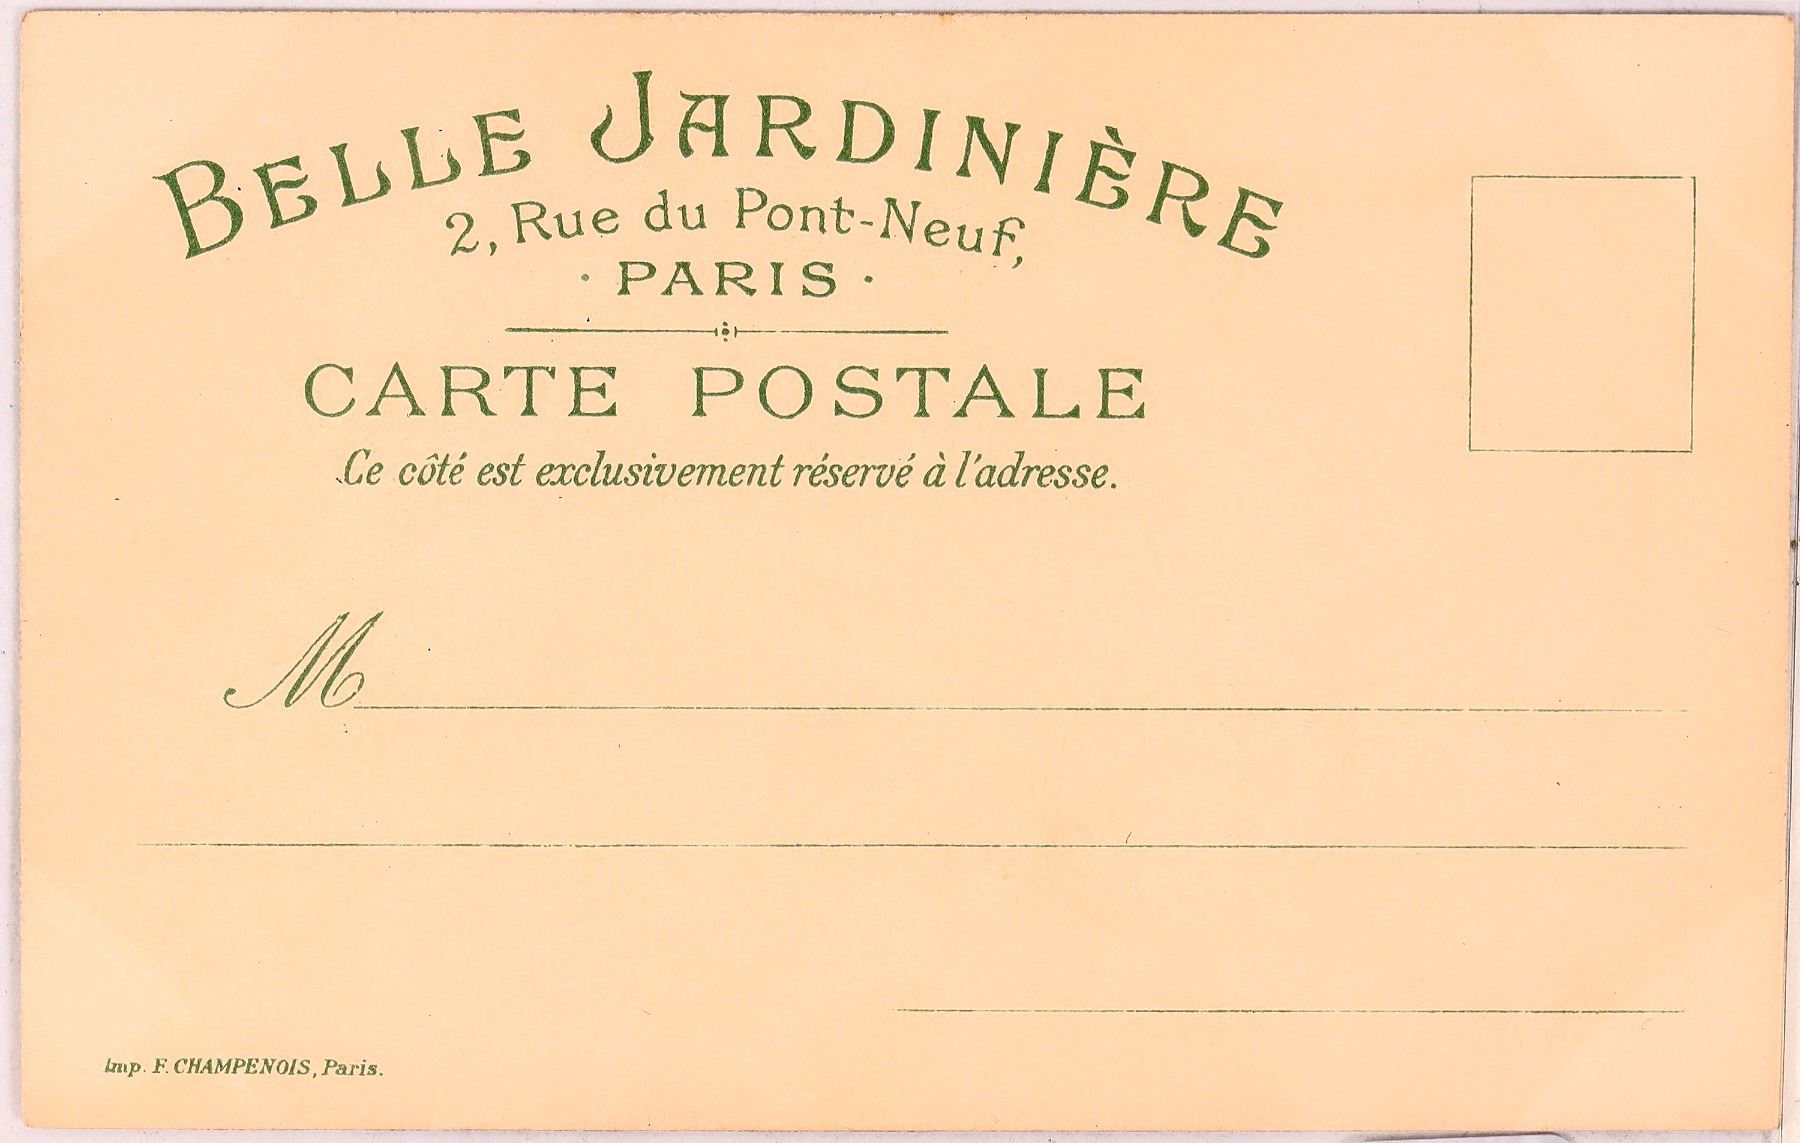 BELLE JARDINIÈRE
2, Rue du Pont-Neuf,
· PARIS ·
CARTE POSTALE
Ce côté est exclusivement réservé à l'adresse.
M
Imp. F. CHAMPENOIS, Paris.